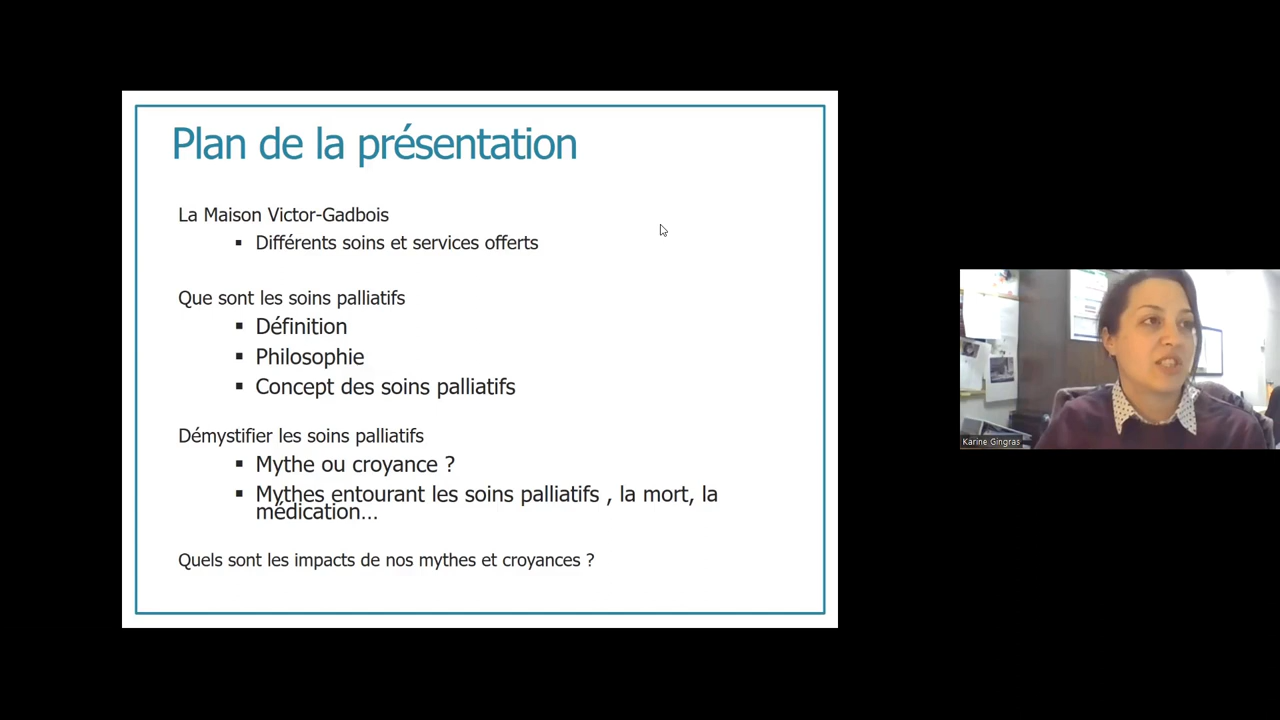 Plan de la présentation
La Maison Victor-Gadbois
▪ Différents soins et services offerts
Que sont les soins palliatifs
▪ Définition
▪ Philosophie
▪ Concept des soins palliatifs
Démystifier les soins palliatifs
▪ Mythe ou croyance ?
▪ Mythes entourant les soins palliatifs , la mort, la
médication…
Quels sont les impacts de nos mythes et croyances ?
Karine Gingras